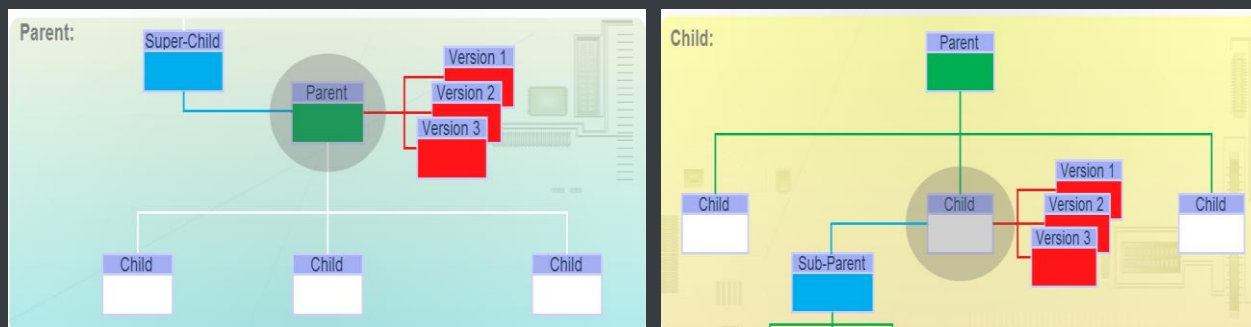 Parent:
Super-Child
Parent
Version 1
Version 2
Version 3
Child
Child
Child
Child:
Parent
Child
Child
Child
Version 1
Version 2
Version 3
Sub-Parent